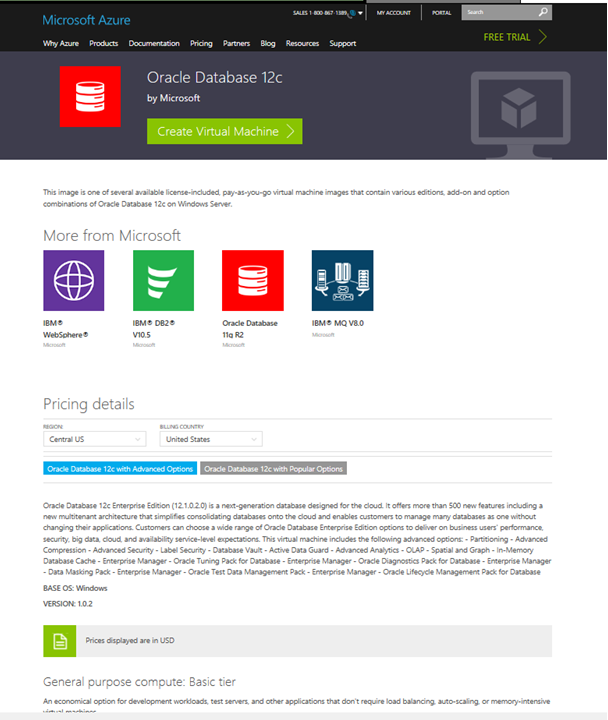 Microsoft Azure
SALES 1-800-867-1389
MY ACCOUNT
PORTAL
Search
Why Azure Products Documentation Pricing Partners Blog Resources Support
FREE TRIAL
Oracle Database 12c
by Microsoft
Create Virtual Machine
This image is one of several available license-included, pay-as-you-go virtual machine images that contain various editions, add-on and option
combinations of Oracle Database 12c on Windows Server.
More from Microsoft
IBM®
WebSphere®
Microsoft
IBM® DB2®
V10.5
Microsoft
Oracle Database
11g R2
Microsoft
IBM® MQ V8.0
Microsoft
Pricing details
REGION:
BILLING COUNTRY
Central US
United States
Oracle Database 12c with Advanced Options
Oracle Database 12c with Popular Options
Oracle Database 12c Enterprise Edition (12.1.0.2.0) is a next-generation database designed for the cloud. It offers more than 500 new features including a
new multitenant architecture that simplifies consolidating databases onto the cloud and enables customers to manage many databases as one without
changing their applications. Customers can choose a wide range of Oracle Database Enterprise Edition options to deliver on business users' performance,
security, big data, cloud, and availability service-level expectations. This virtual machine includes the following advanced options: - Partitioning - Advanced
Compression - Advanced Security - Label Security - Database Vault - Active Data Guard - Advanced Analytics - OLAP - Spatial and Graph - In-Memory
Database Cache - Enterprise Manager - Oracle Tuning Pack for Database - Enterprise Manager - Oracle Diagnostics Pack for Database - Enterprise Manager
- Data Masking Pack - Enterprise Manager - Oracle Test Data Management Pack - Enterprise Manager - Oracle Lifecycle Management Pack for Database
BASE OS: Windows
VERSION: 1.0.2
Prices displayed are in USD
General purpose compute: Basic tier
An economical option for development workloads, test servers, and other applications that don't require load balancing, auto-scaling, or memory-intensive
virtual machines.